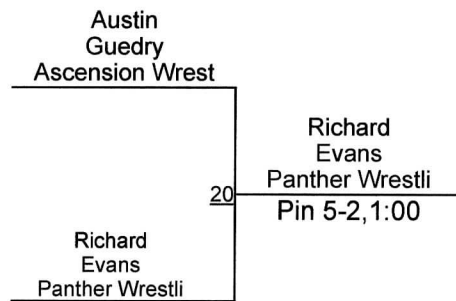 Austin
Guedry
Ascension Wrest
Richard
Evans
Panther Wrestli
20
Pin 5-2,1:00
Richard
Evans
Panther Wrestli